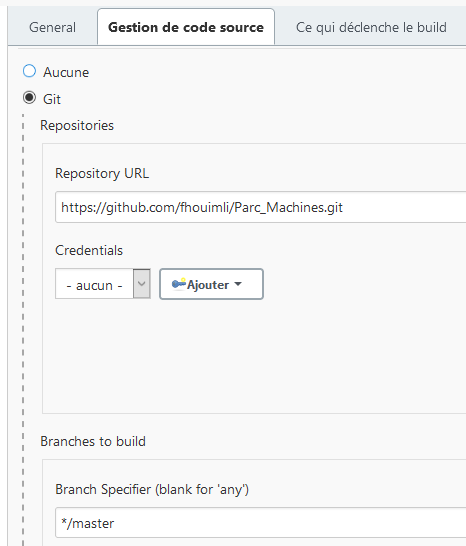 General Gestion de code source Ce qui déclenche le build
Aucune
Git
Repositories
Repository URL
https://github.com/fhouimli/Parc_Machines.git
Credentials
- aucun - Ajouter
Branches to build
Branch Specifier (blank for 'any')
*/master